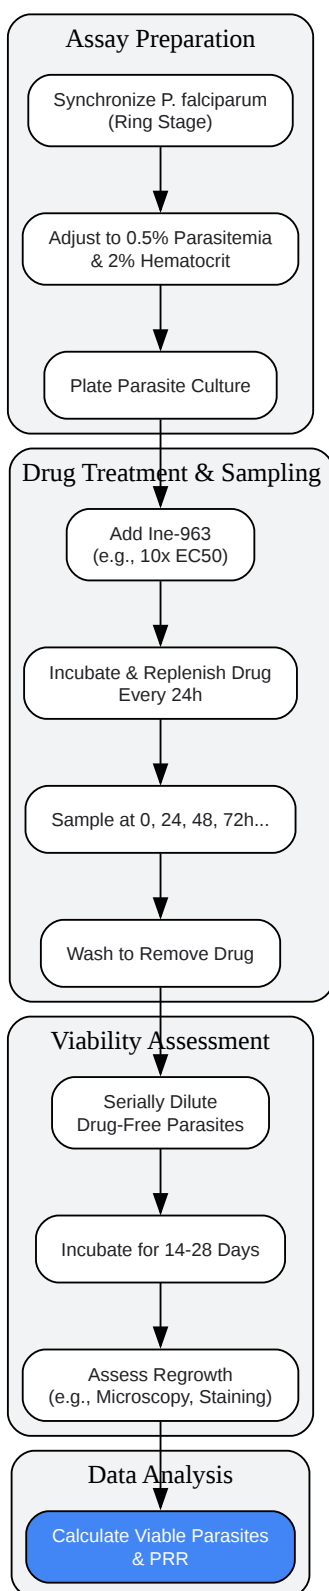 Assay Preparation
Synchronize P. falciparum
(Ring Stage)
Adjust to 0.5% Parasitemia
& 2% Hematocrit
Plate Parasite Culture
Drug Treatment & Sampling
Add Ine-963
(e.g., 10x EC50)
Incubate & Replenish Drug
Every 24h
Sample at 0, 24, 48, 72h...
Wash to Remove Drug
Viability Assessment
Serially Dilute
Drug-Free Parasites
Incubate for 14-28 Days
Assess Regrowth
(e.g., Microscopy, Staining)
Data Analysis
Calculate Viable Parasites
& PRR